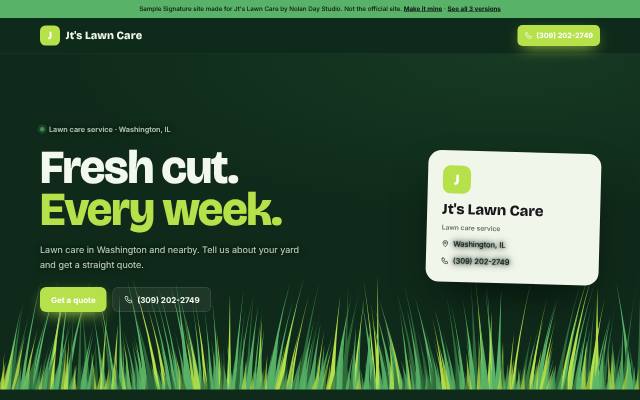 Sample Signature site made for Jt's Lawn Care by Nolan Day Studio. Not the official site. Make it mine · See all 3 versions
J Jt's Lawn Care
(309) 202-2749
Lawn care service · Washington, IL
Fresh cut.
Every week.
Lawn care in Washington and nearby. Tell us about your yard
and get a straight quote.
Get a quote
(309) 202-2749
J
Jt's Lawn Care
Lawn care service
Washington, IL
(309) 202-2749